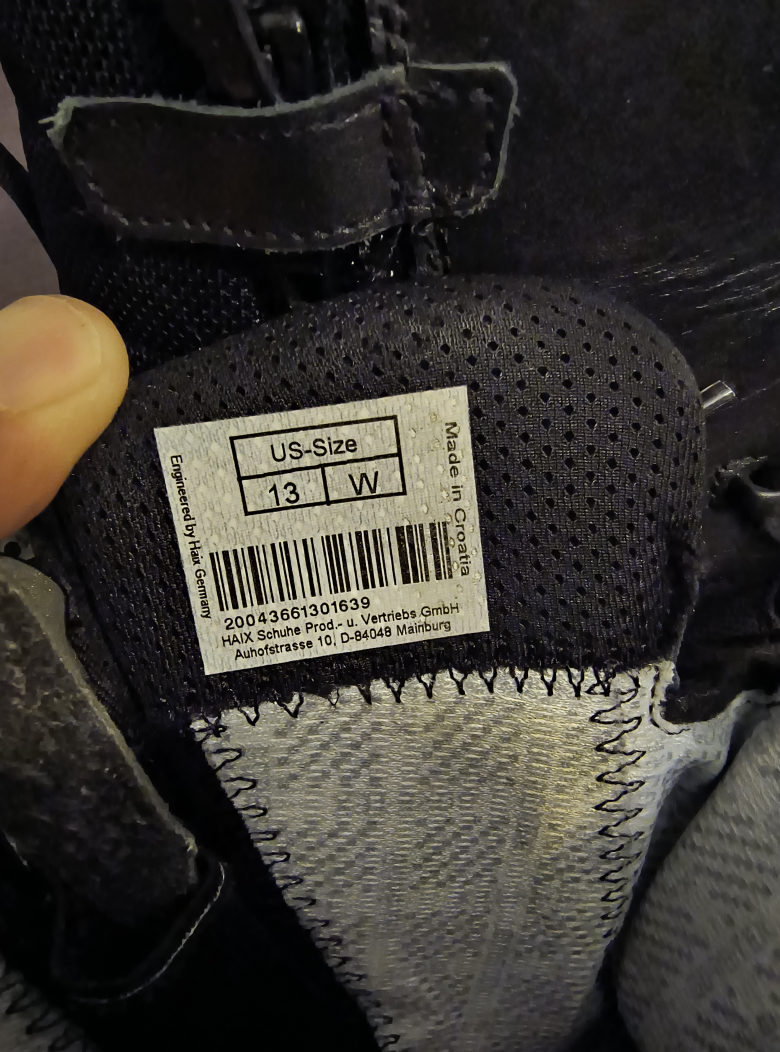 US-Size
13 W
Engineered by Haix Germany
Made in Croatia
20043661301639
HAIX Schuhe Prod.- u. Vertriebs GmbH
Auhofstrasse 10, D-84048 Mainburg